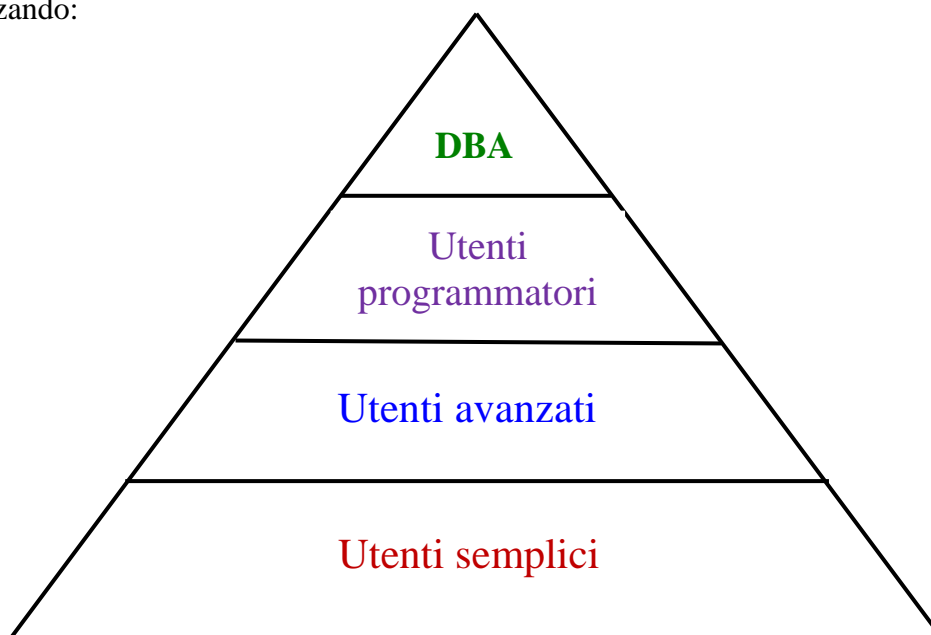 zando:
DBA
Utenti
programmatori
Utenti avanzati
Utenti semplici